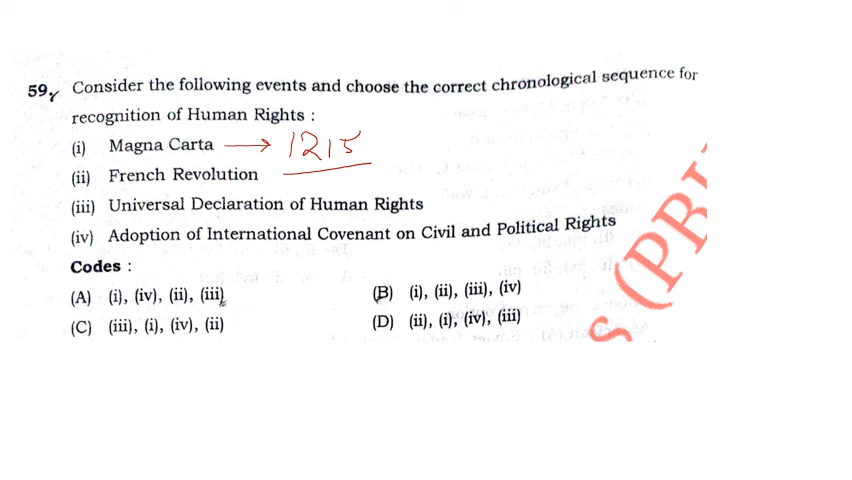 59. Consider the following events and choose the correct chronological sequence for
recognition of Human Rights :
(i) Magna Carta → 1215
(ii) French Revolution
(iii) Universal Declaration of Human Rights
(iv) Adoption of International Covenant on Civil and Political Rights
Codes :
(A) (i), (iv), (ii), (iii) (B) (i), (ii), (iii), (iv)
(C) (iii), (i), (iv), (ii) (D) (ii), (i), (iv), (iii)
S (PRI